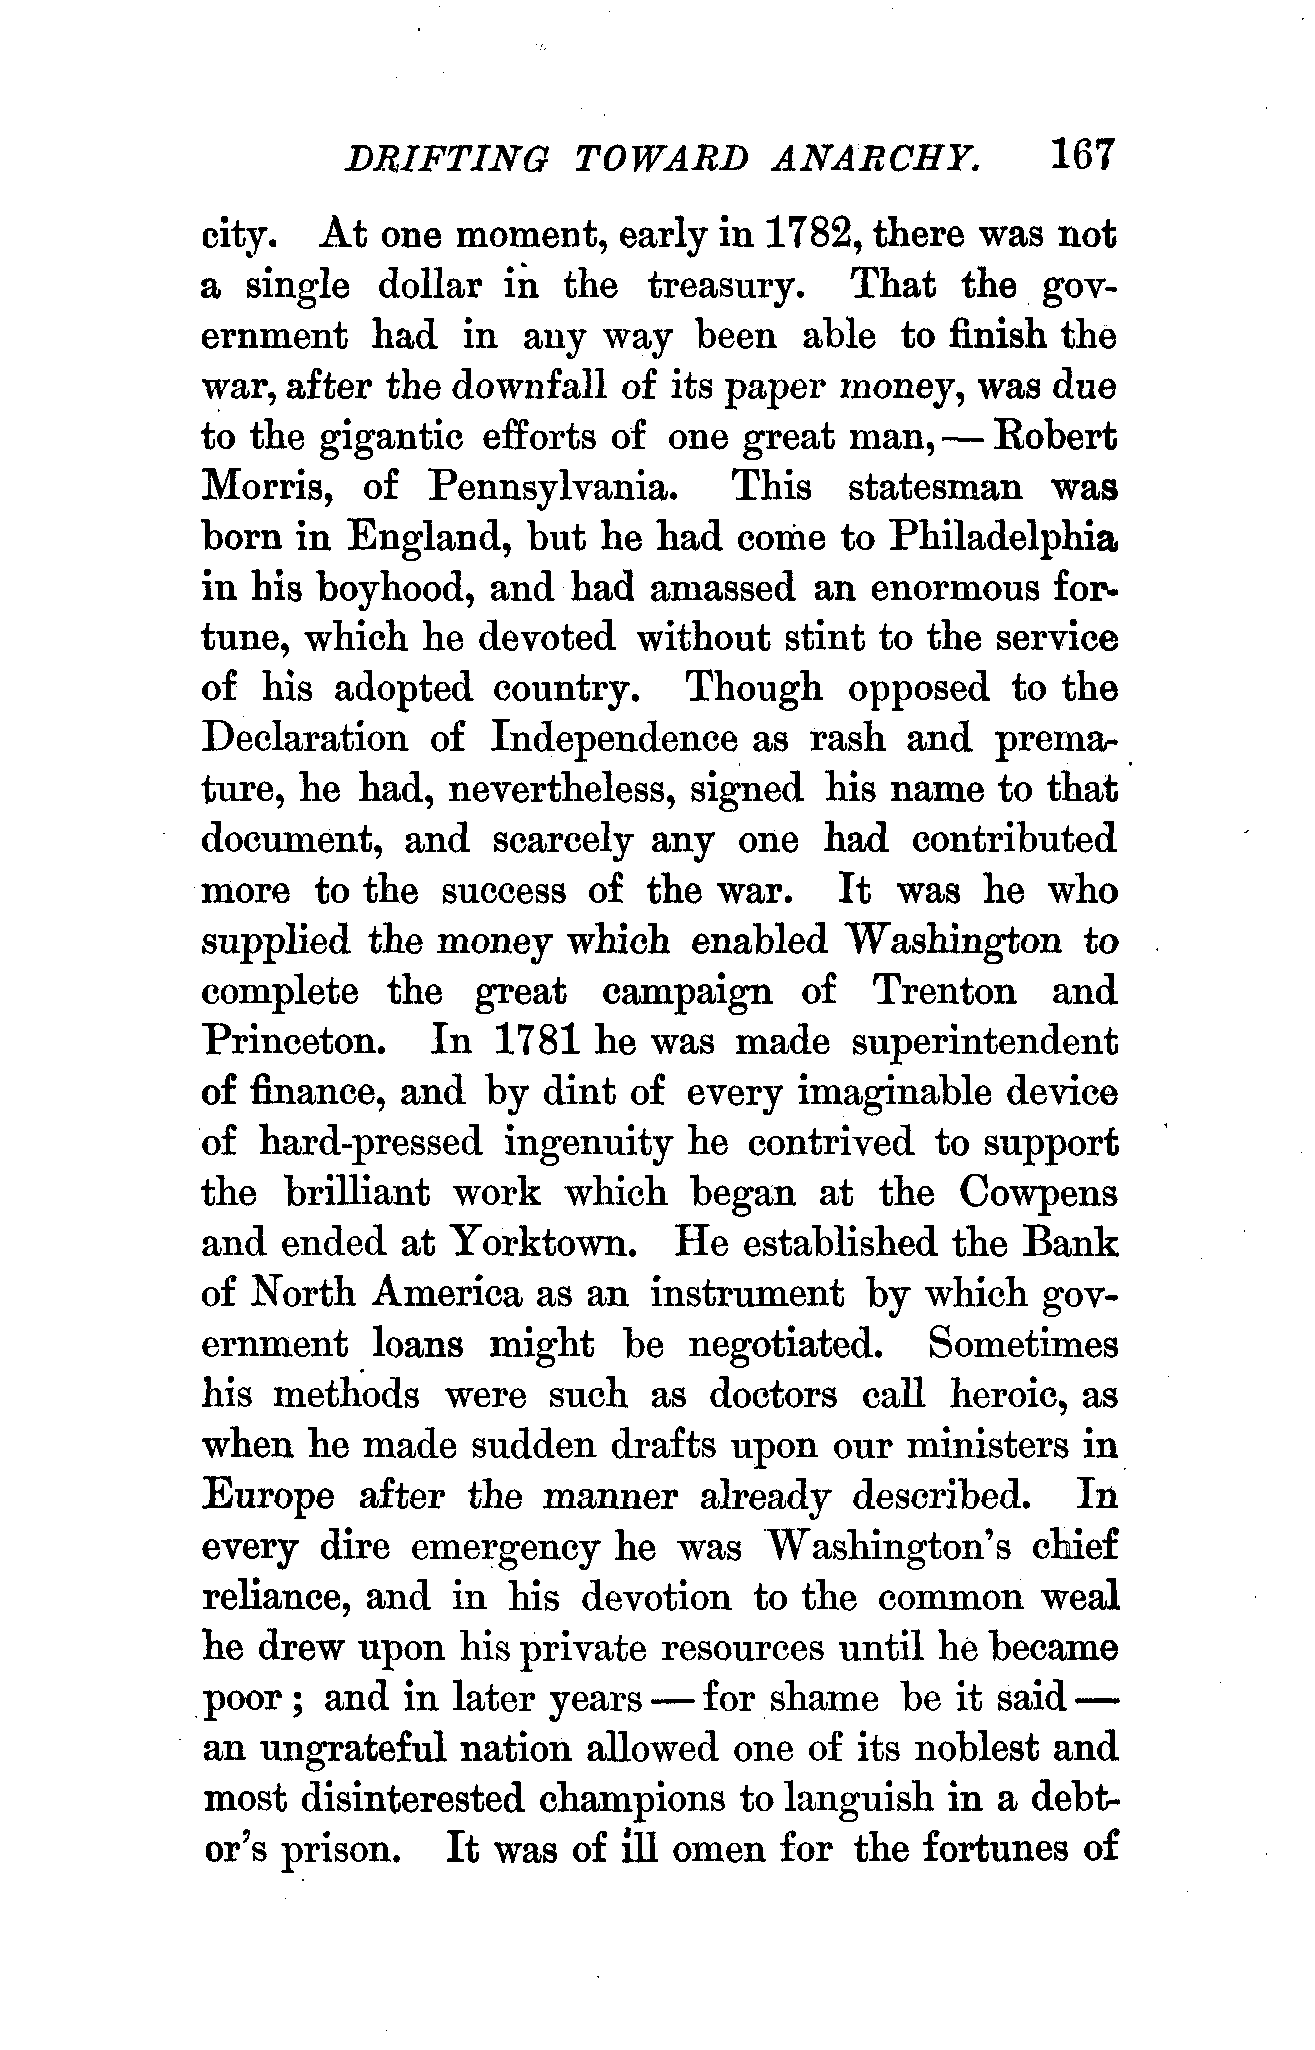 DRIFTING TOWARD ANARCHY. 167
city. At one moment, early in 1782, there was not
a single dollar in the treasury. That the gov-
ernment had in any way been able to finish the
war, after the downfall of its paper money, was due
to the gigantic efforts of one great man,— Robert
Morris, of Pennsylvania. This statesman was
born in England, but he had come to Philadelphia
in his boyhood, and had amassed an enormous for-
tune, which he devoted without stint to the service
of his adopted country. Though opposed to the
Declaration of Independence as rash and prema-
ture, he had, nevertheless, signed his name to that
document, and scarcely any one had contributed
more to the success of the war. It was he who
supplied the money which enabled Washington to
complete the great campaign of Trenton and
Princeton. In 1781 he was made superintendent
of finance, and by dint of every imaginable device
of hard-pressed ingenuity he contrived to support
the brilliant work which began at the Cowpens
and ended at Yorktown. He established the Bank
of North America as an instrument by which gov-
ernment loans might be negotiated. Sometimes
his methods were such as doctors call heroic, as
when he made sudden drafts upon our ministers in
Europe after the manner already described. In
every dire emergency he was Washington's chief
reliance, and in his devotion to the common weal
he drew upon his private resources until he became
poor ; and in later years — for shame be it said —
an ungrateful nation allowed one of its noblest and
most disinterested champions to languish in a debt-
or's prison. It was of ill omen for the fortunes of